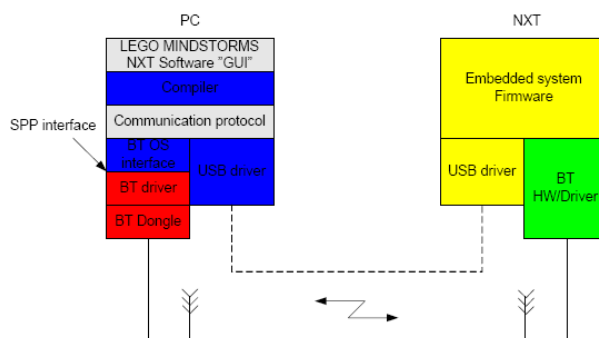 PC
NXT
LEGO MINDSTORMS
NXT Software "GUI"
Compiler
Communication protocol
SPP interface
BT OS
interface
USB driver
BT driver
BT Dongle
Embedded system
Firmware
USB driver
BT
HW/Driver